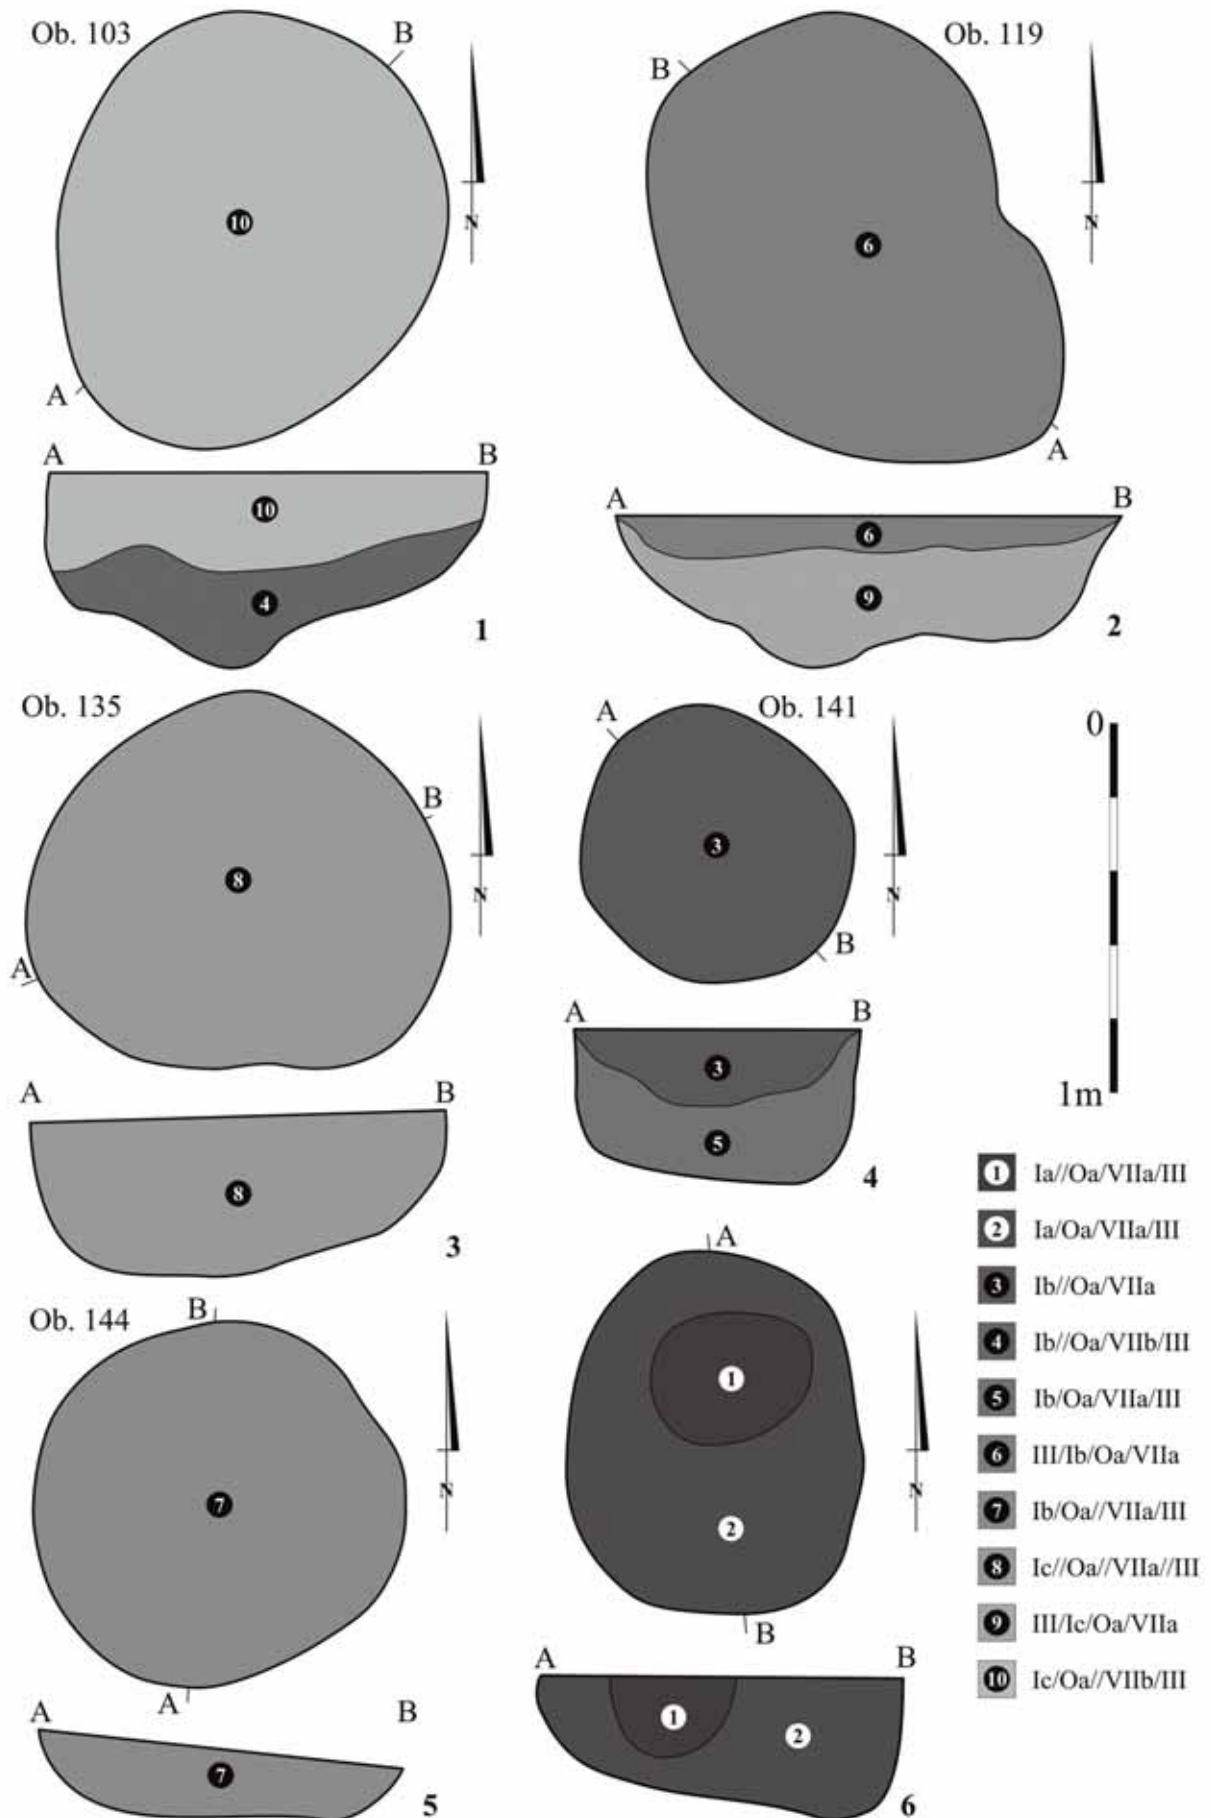 Ob. 103
B
N
10
A
A
B
10
4
1
Ob. 119
B
N
6
A
A
B
6
9
2
Ob. 135
B
N
8
A
A
B
8
3
Ob. 141
A
N
3
B
A
B
3
5
4
0
1m
Ob. 144
B
N
7
A
A
B
7
5
A
N
1
2
B
A
B
1
2
6
1 Ia//Oa/VIIa/III
2 Ia/Oa/VIIa/III
3 Ib//Oa/VIIa
4 Ib//Oa/VIIb/III
5 Ib/Oa/VIIa/III
6 III/Ib/Oa/VIIa
7 Ib/Oa//VIIa/III
8 Ic//Oa//VIIa//III
9 III/Ic/Oa/VIIa
10 Ic/Oa//VIIb/III